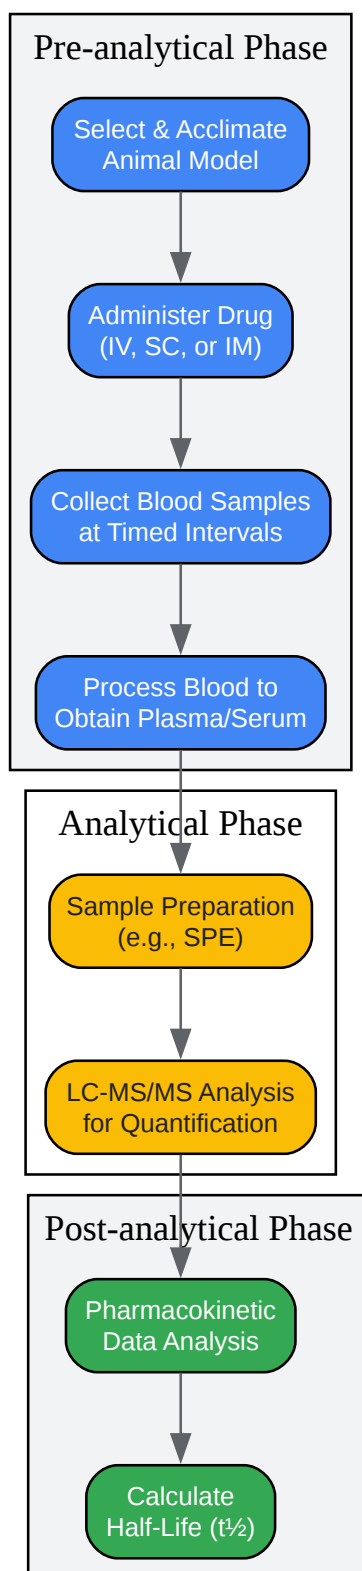 Pre-analytical Phase
Select & Acclimate
Animal Model
Administer Drug
(IV, SC, or IM)
Collect Blood Samples
at Timed Intervals
Process Blood to
Obtain Plasma/Serum
Analytical Phase
Sample Preparation
(e.g., SPE)
LC-MS/MS Analysis
for Quantification
Post-analytical Phase
Pharmacokinetic
Data Analysis
Calculate
Half-Life (t½)